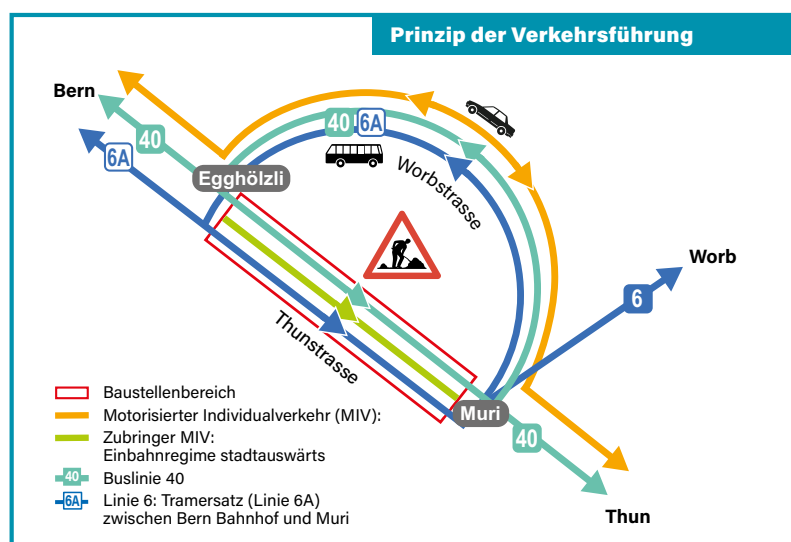 Prinzip der Verkehrsführung
Bern
40
6A
40
6A
Egghölzli
Worbstrasse
Thunstrasse
Worb
6
Muri
40
Thun
Baustellenbereich
Motorisierter Individualverkehr (MIV):
Zubringer MIV:
Einbahnregime stadtauswärts
40 Buslinie 40
6A Linie 6: Tramersatz (Linie 6A)
zwischen Bern Bahnhof und Muri